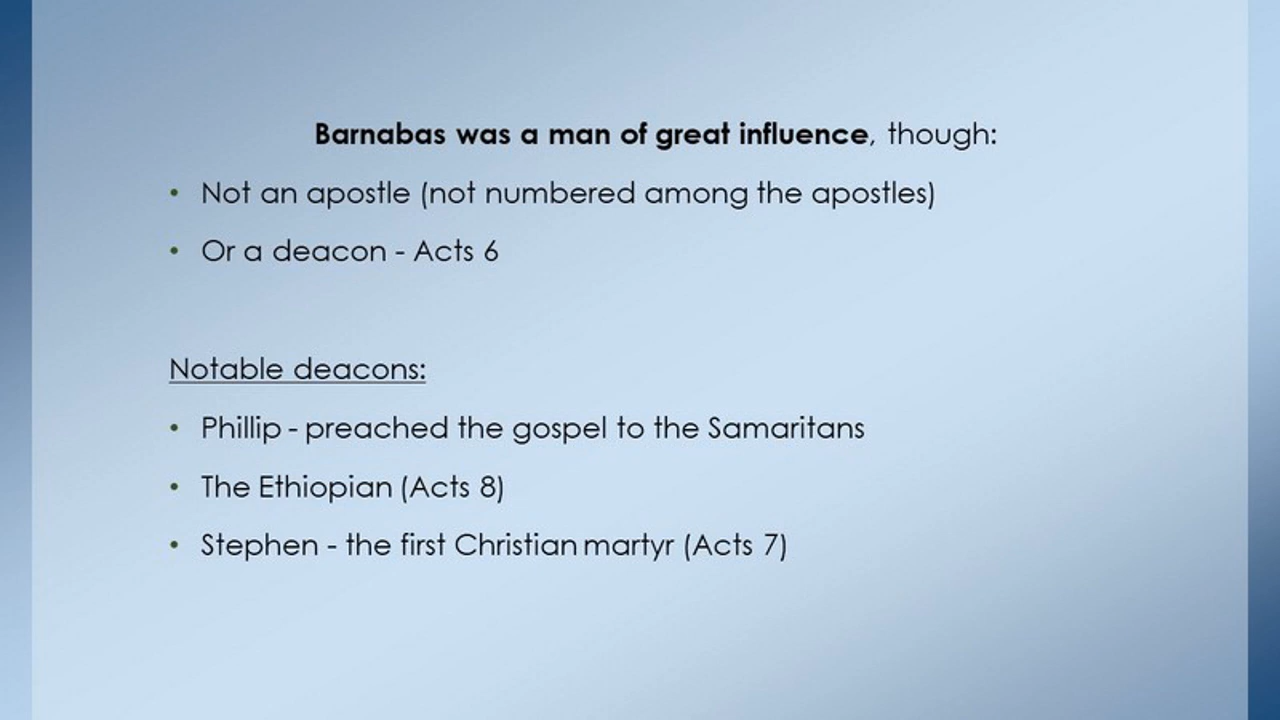 Barnabas was a man of great influence, though:
• Not an apostle (not numbered among the apostles)
• Or a deacon - Acts 6
Notable deacons:
• Phillip - preached the gospel to the Samaritans
• The Ethiopian (Acts 8)
• Stephen - the first Christian martyr (Acts 7)